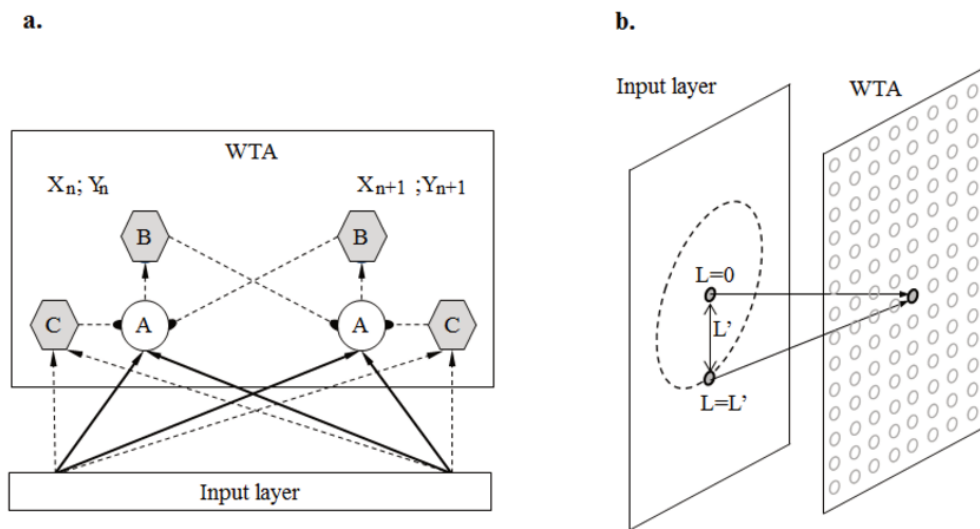 a.
WTA
Xn; Yn
Xn+1 ;Yn+1
B
B
C
A
A
C
Input layer
b.
Input layer
WTA
L=0
L'
L=L'